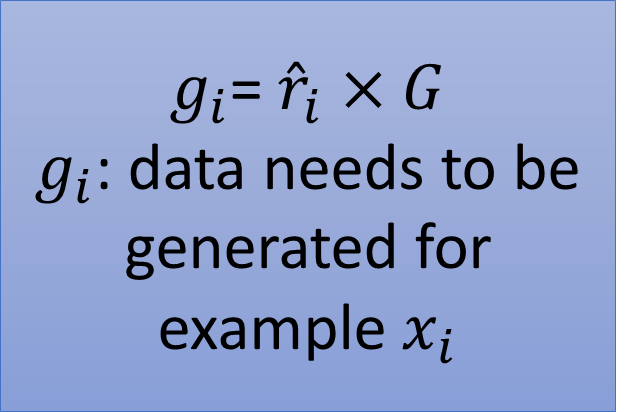 gᵢ= r̂ᵢ × G
gᵢ: data needs to be
generated for
example xᵢ